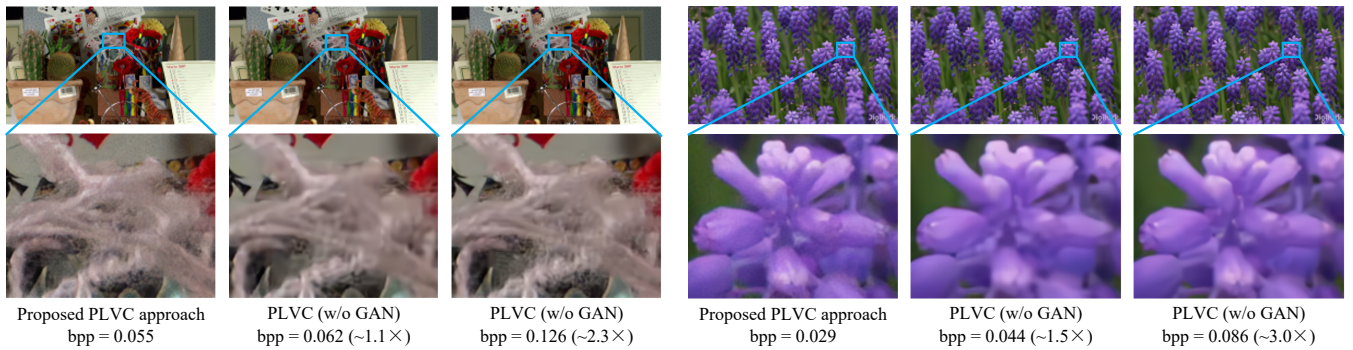 Proposed PLVC approach
bpp = 0.055
PLVC (w/o GAN)
bpp = 0.062 (~1.1×)
PLVC (w/o GAN)
bpp = 0.126 (~2.3×)
Proposed PLVC approach
bpp = 0.029
PLVC (w/o GAN)
bpp = 0.044 (~1.5×)
PLVC (w/o GAN)
bpp = 0.086 (~3.0×)